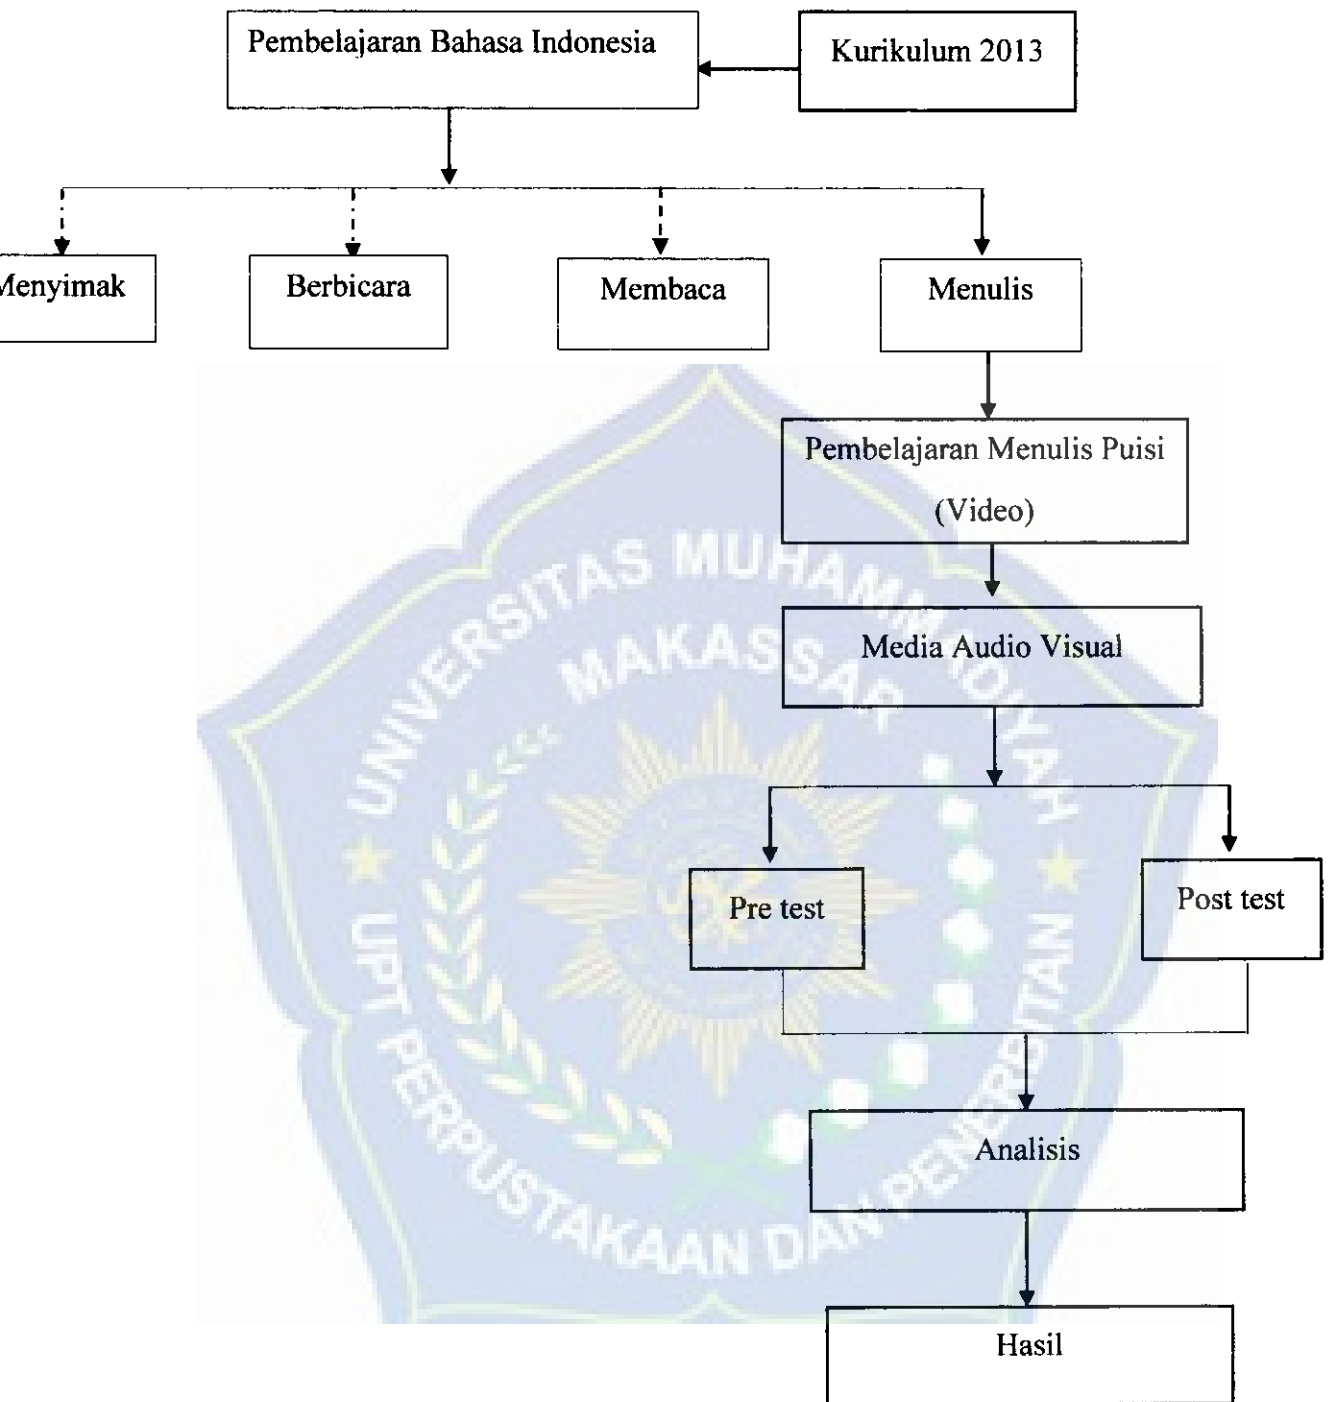 Pembelajaran Bahasa Indonesia
Kurikulum 2013
Menyimak
Berbicara
Membaca
Menulis
Pembelajaran Menulis Puisi
(Video)
Media Audio Visual
Pre test
Post test
Analisis
Hasil
UNIVERSITAS MUHAMMADIYAH
MAKASSAR
UPT PERPUSTAKAAN DAN PENERBITAN